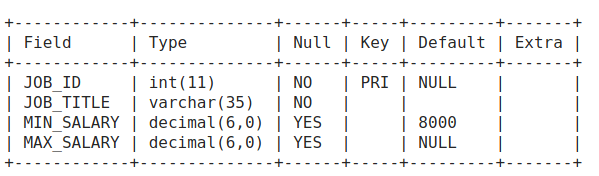 +------------+--------------+------+-----+---------+-------+
| Field      | Type         | Null | Key | Default | Extra |
+------------+--------------+------+-----+---------+-------+
| JOB_ID     | int(11)      | NO   | PRI | NULL    |       |
| JOB_TITLE  | varchar(35)  | NO   |     |         |       |
| MIN_SALARY | decimal(6,0) | YES  |     | 8000    |       |
| MAX_SALARY | decimal(6,0) | YES  |     | NULL    |       |
+------------+--------------+------+-----+---------+-------+